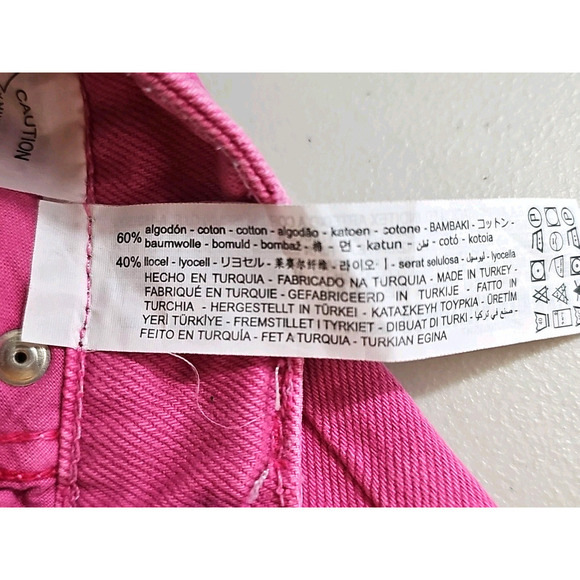 CAUTION
60% algodón - coton - cotton - algodão - katoen - cotone - BAMBAKI - コットン -
baumwolle - bomuld - bombaž - 棉 - 면 - katun - قطن - cotó - kotoia
40% liocel - lyocell - リヨセル - 莱赛尔纤维 - 라이오 | - serat selulosa - ليوسيل - lyocella
HECHO EN TURQUIA - FABRICADO NA TURQUIA - MADE IN TURKEY -
FABRIQUÉ EN TURQUIE - GEFABRICEERD IN TURKIJE - FATTO IN
TURCHIA - HERGESTELLT IN TÜRKEI - ΚΑΤΑΣΚΕΥΗ ΤΟΥΡΚΙΑ - ÜRETİM
YERİ TÜRKİYE - FREMSTILLET I TYRKIET - DIBUAT DI TURKI - صنع في تركيا -
FEITO EN TURQUÍA - FET A TURQUIA - TURKIAN EGINA